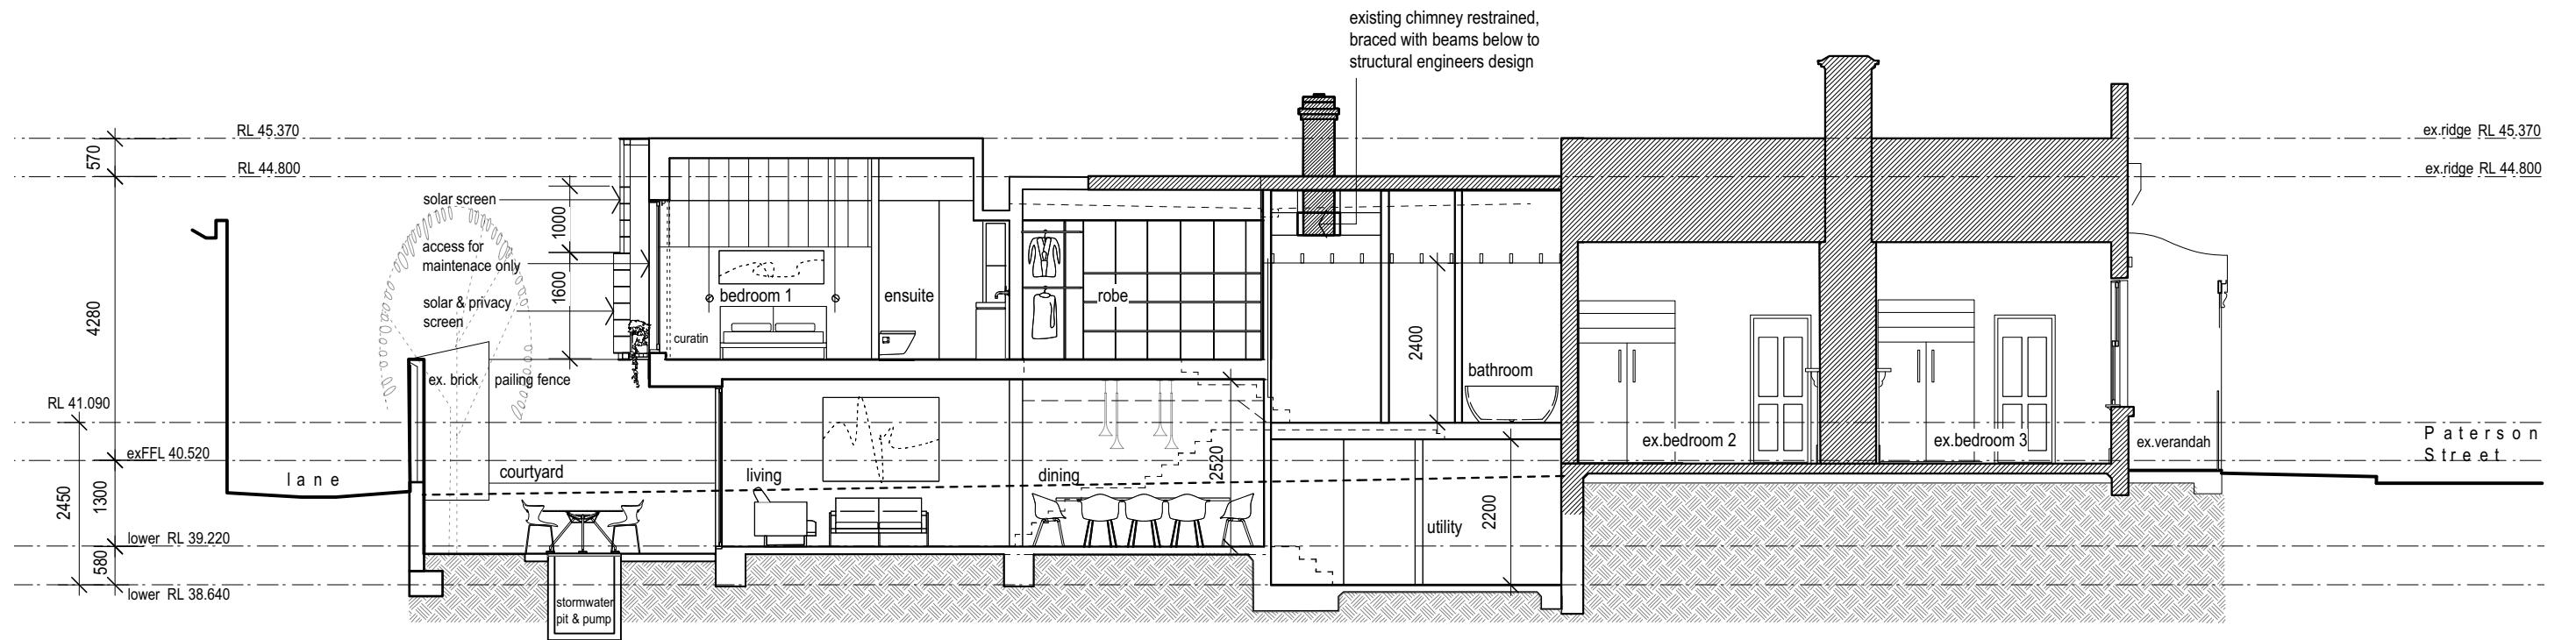 existing chimney restrained,
braced with beams below to
structural engineers design
RL 45.370
ex.ridge RL 45.370
570
RL 44.800
ex.ridge RL 44.800
solar screen
1000
access for
maintenace only
1600
solar & privacy
screen
4280
bedroom 1
ensuite
robe
curatin
2400
ex. brick
pailing fence
bathroom
RL 41.090
ex.bedroom 2
ex.bedroom 3
ex.verandah
Paterson
Street
exFFL 40.520
lane
courtyard
living
dining
2520
2450
1300
utility
2200
lower RL 39.220
580
lower RL 38.640
stormwater
pit & pump